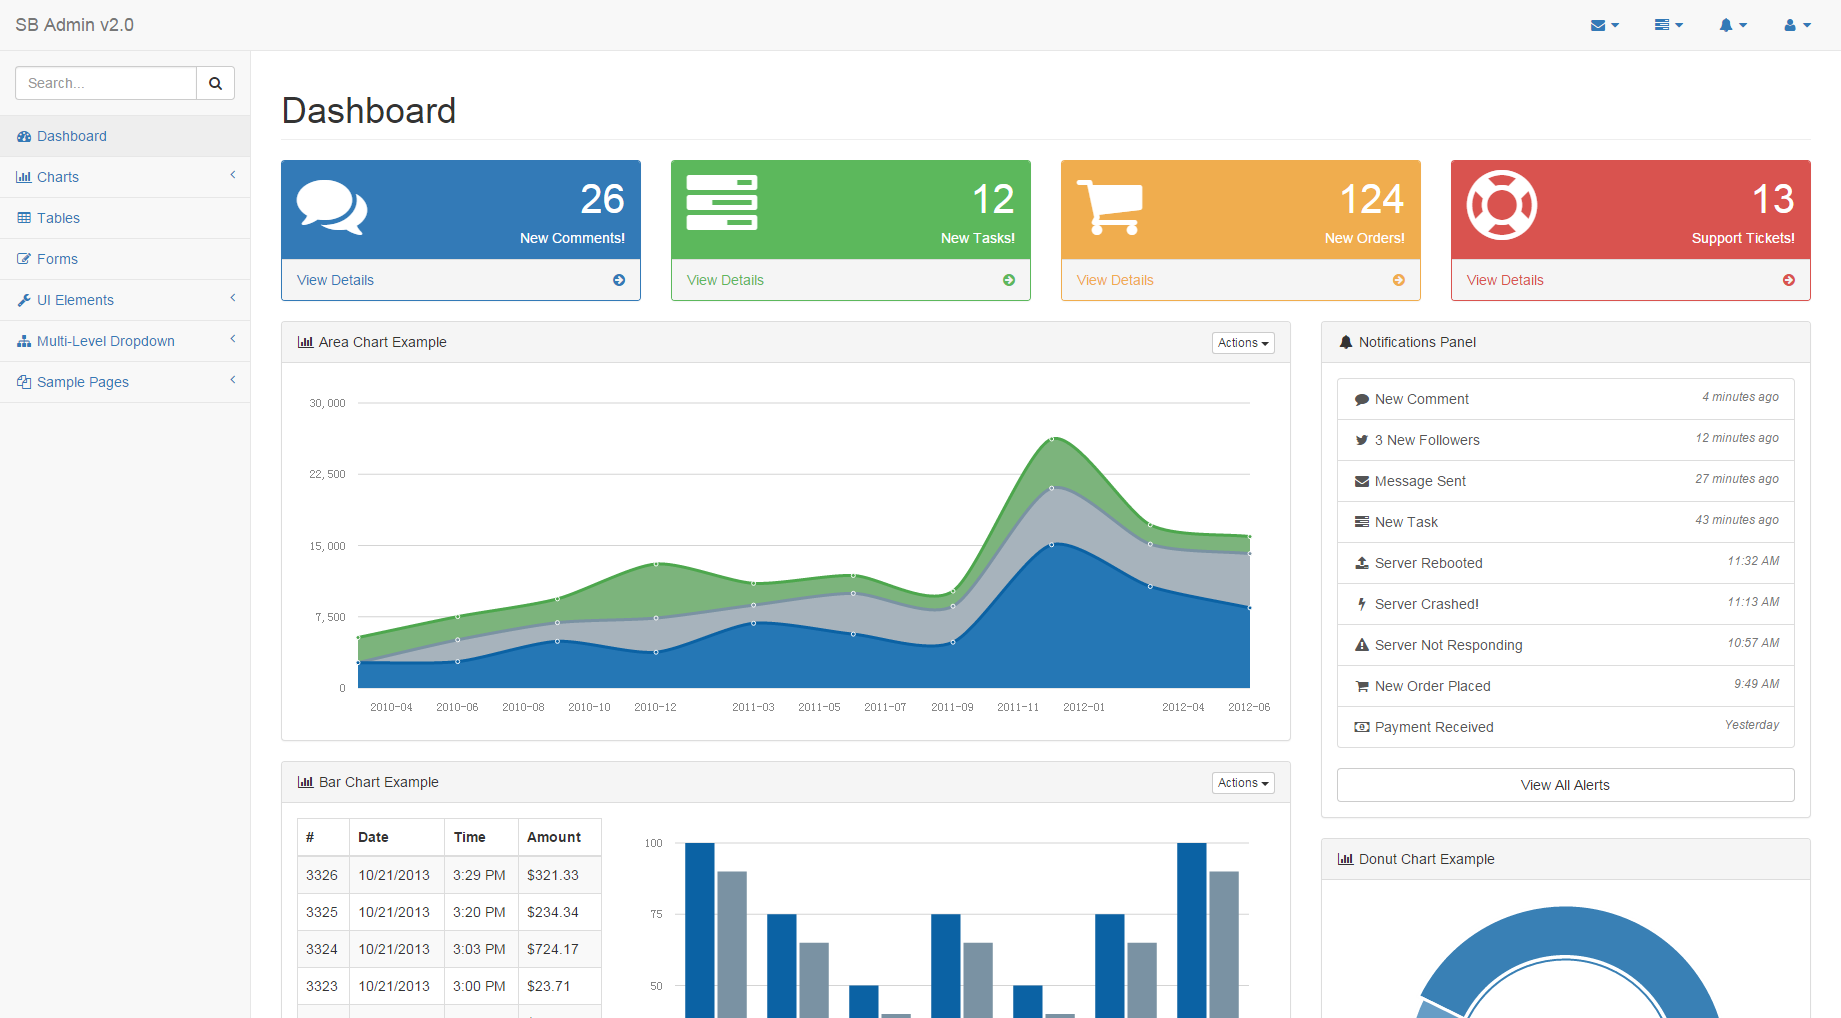 SB Admin v2.0
Search...
Dashboard
Charts
Tables
Forms
UI Elements
Multi-Level Dropdown
Sample Pages
Dashboard
26
New Comments!
View Details
12
New Tasks!
View Details
124
New Orders!
View Details
13
Support Tickets!
View Details
Area Chart Example
Actions
30,000
22,500
15,000
7,500
0
2010-04 2010-06 2010-08 2010-10 2010-12 2011-03 2011-05 2011-07 2011-09 2011-11 2012-01 2012-04 2012-06
Notifications Panel
New Comment 4 minutes ago
3 New Followers 12 minutes ago
Message Sent 27 minutes ago
New Task 43 minutes ago
Server Rebooted 11:32 AM
Server Crashed! 11:13 AM
Server Not Responding 10:57 AM
New Order Placed 9:49 AM
Payment Received Yesterday
View All Alerts
Bar Chart Example
Actions
# Date Time Amount
3326 10/21/2013 3:29 PM $321.33
3325 10/21/2013 3:20 PM $234.34
3324 10/21/2013 3:03 PM $724.17
3323 10/21/2013 3:00 PM $23.71
100
75
50
Donut Chart Example